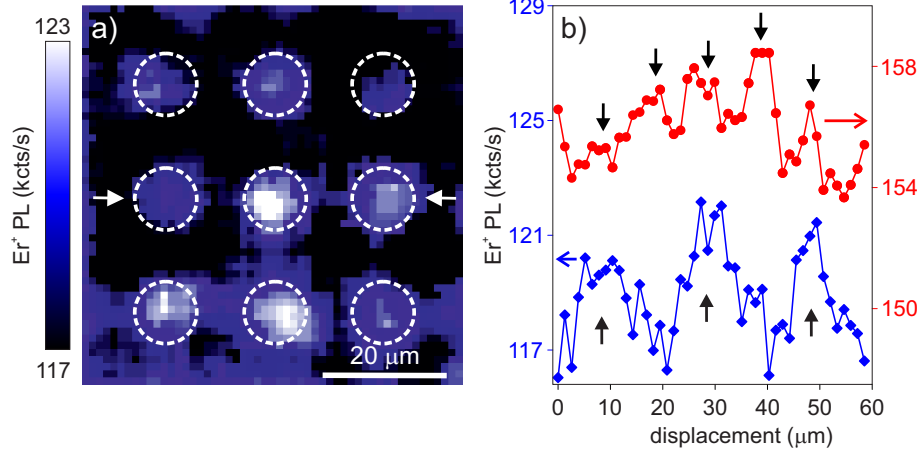 a)
123
Er⁺ PL (kcts/s)
117
20 μm
b)
129
125
121
117
Er⁺ PL (kcts/s)
158
154
150
0 10 20 30 40 50 60
displacement (μm)